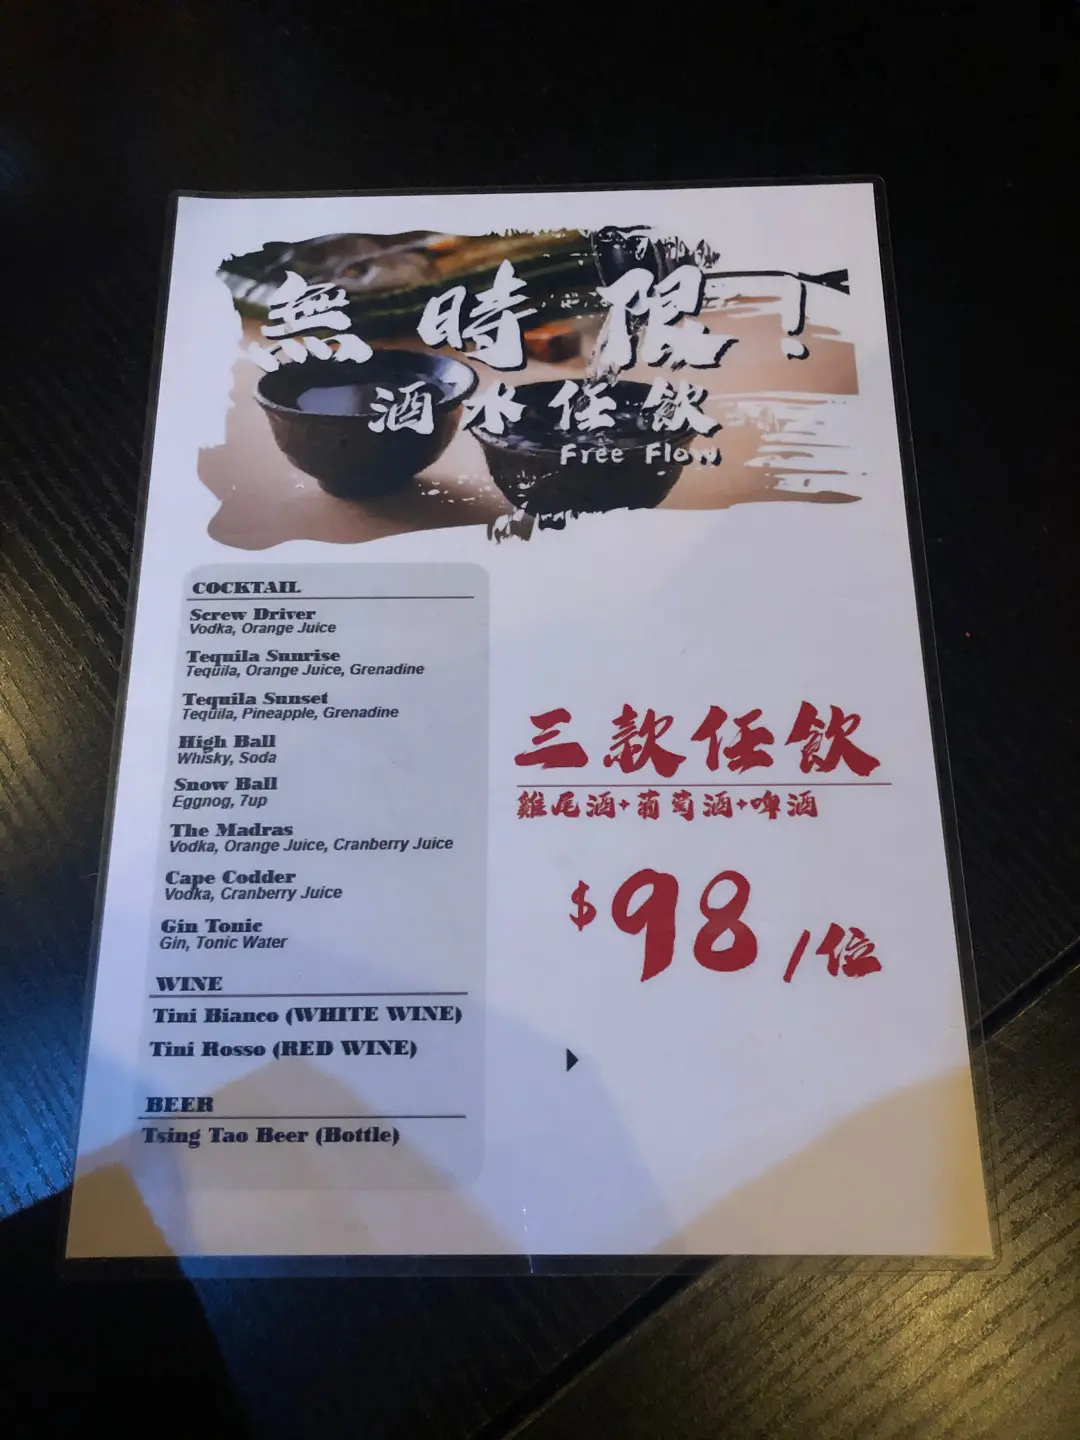 無時限!
酒水任飲
Free Flow
COCKTAIL
Screw Driver
Vodka, Orange Juice
Tequila Sunrise
Tequila, Orange Juice, Grenadine
Tequila Sunset
Tequila, Pineapple, Grenadine
High Ball
Whisky, Soda
Snow Ball
Eggnog, 7up
The Madras
Vodka, Orange Juice, Cranberry Juice
Cape Codder
Vodka, Cranberry Juice
Gin Tonic
Gin, Tonic Water
WINE
Tini Bianco (WHITE WINE)
Tini Rosso (RED WINE)
BEER
Tsing Tao Beer (Bottle)
三款任飲
雞尾酒+葡萄酒+啤酒
$98/位